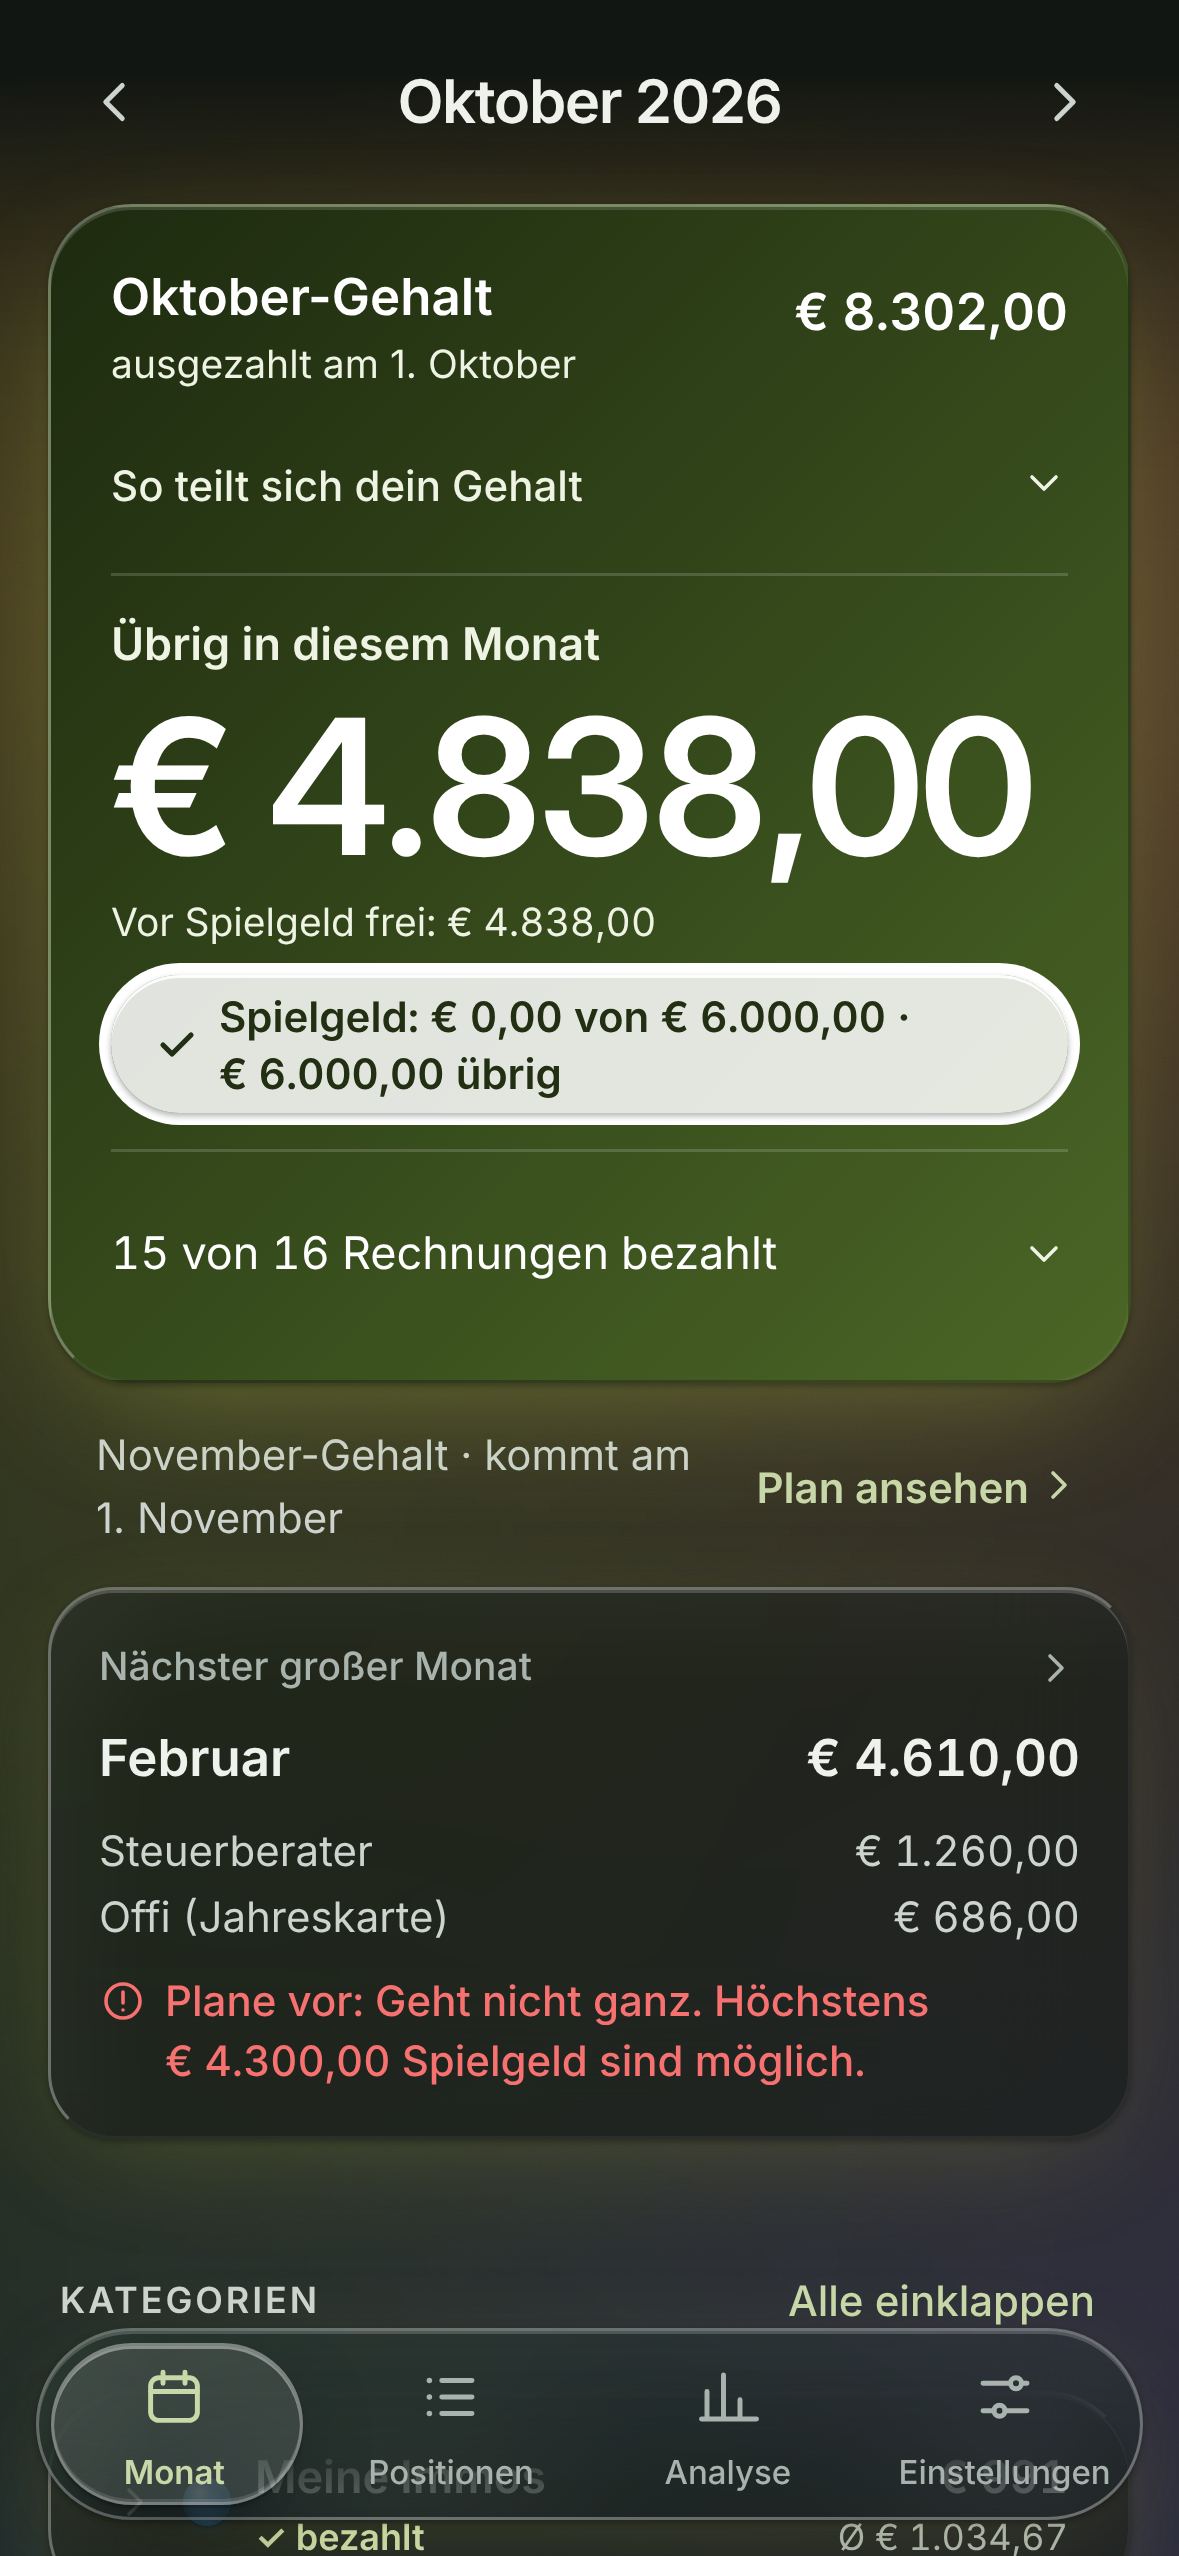 Oktober 2026
Oktober-Gehalt
€ 8.302,00
ausgezahlt am 1. Oktober
So teilt sich dein Gehalt
Übrig in diesem Monat
€ 4.838,00
Vor Spielgeld frei: € 4.838,00
Spielgeld: € 0,00 von € 6.000,00 ·
€ 6.000,00 übrig
15 von 16 Rechnungen bezahlt
November-Gehalt · kommt am
1. November
Plan ansehen
Nächster großer Monat
Februar € 4.610,00
Steuerberater € 1.260,00
Offi (Jahreskarte) € 686,00
Plane vor: Geht nicht ganz. Höchstens
€ 4.300,00 Spielgeld sind möglich.
KATEGORIEN Alle einklappen
Monat Positionen Analyse Einstellungen
Meine Immos
bezahlt Ø € 1.034,67